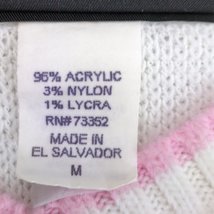 96% ACRYLIC
3% NYLON
1% LYCRA
RN# 73352
MADE IN
EL SALVADOR
M